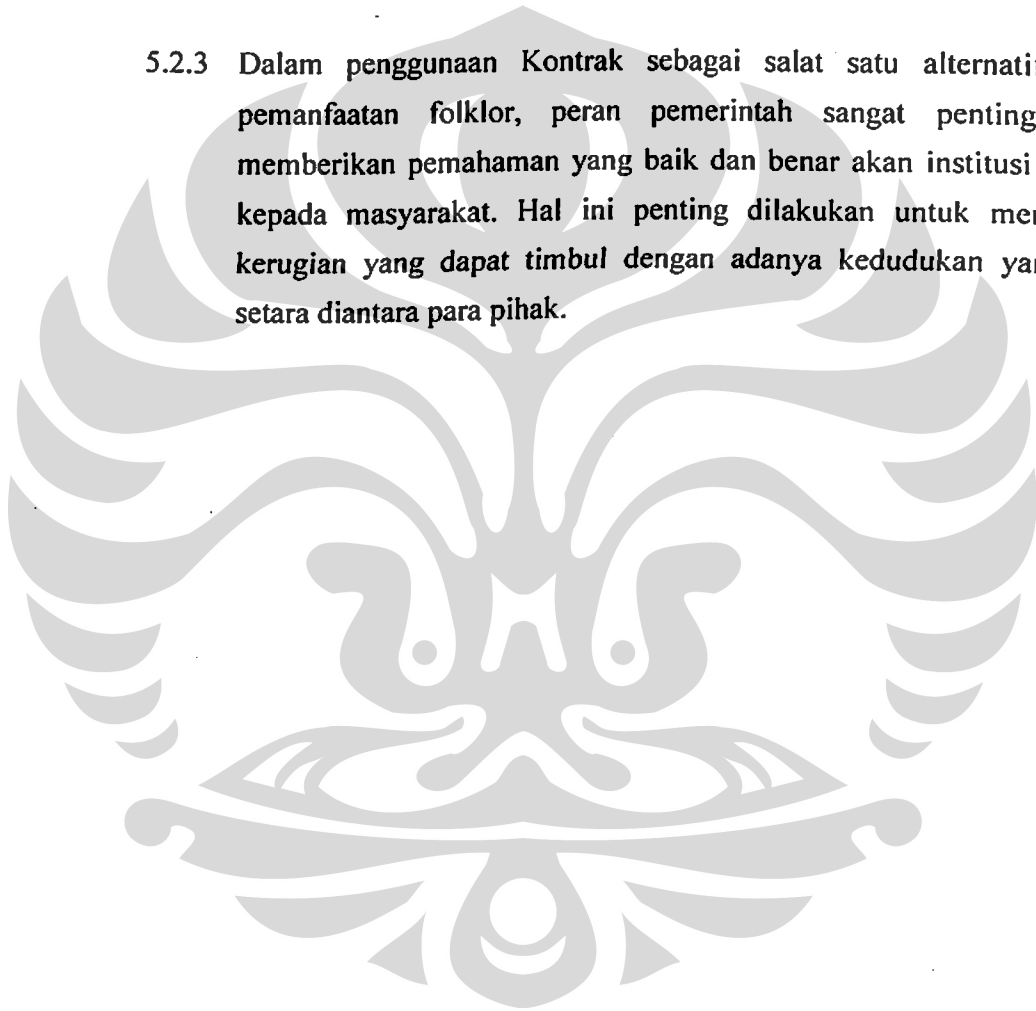 5.2.3 Dalam penggunaan Kontrak sebagai salat satu alternatif
pemanfaatan folklor, peran pemerintah sangat penting
memberikan pemahaman yang baik dan benar akan institusi
kepada masyarakat. Hal ini penting dilakukan untuk
kerugian yang dapat timbul dengan adanya kedudukan
setara diantara para pihak.